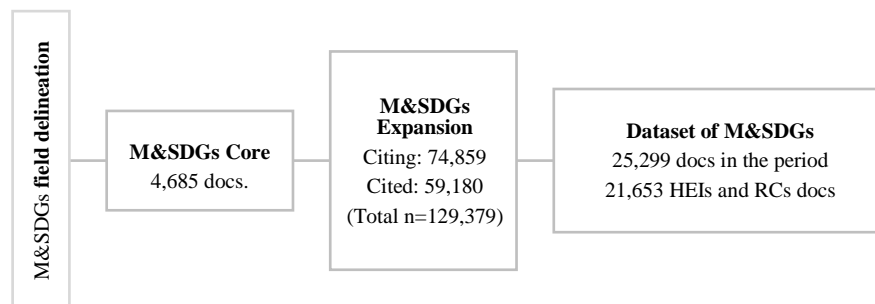 M&SDGs field delineation
M&SDGs Core
4,685 docs.
M&SDGs
Expansion
Citing: 74,859
Cited: 59,180
(Total n=129,379)
Dataset of M&SDGs
25,299 docs in the period
21,653 HEIs and RCs docs